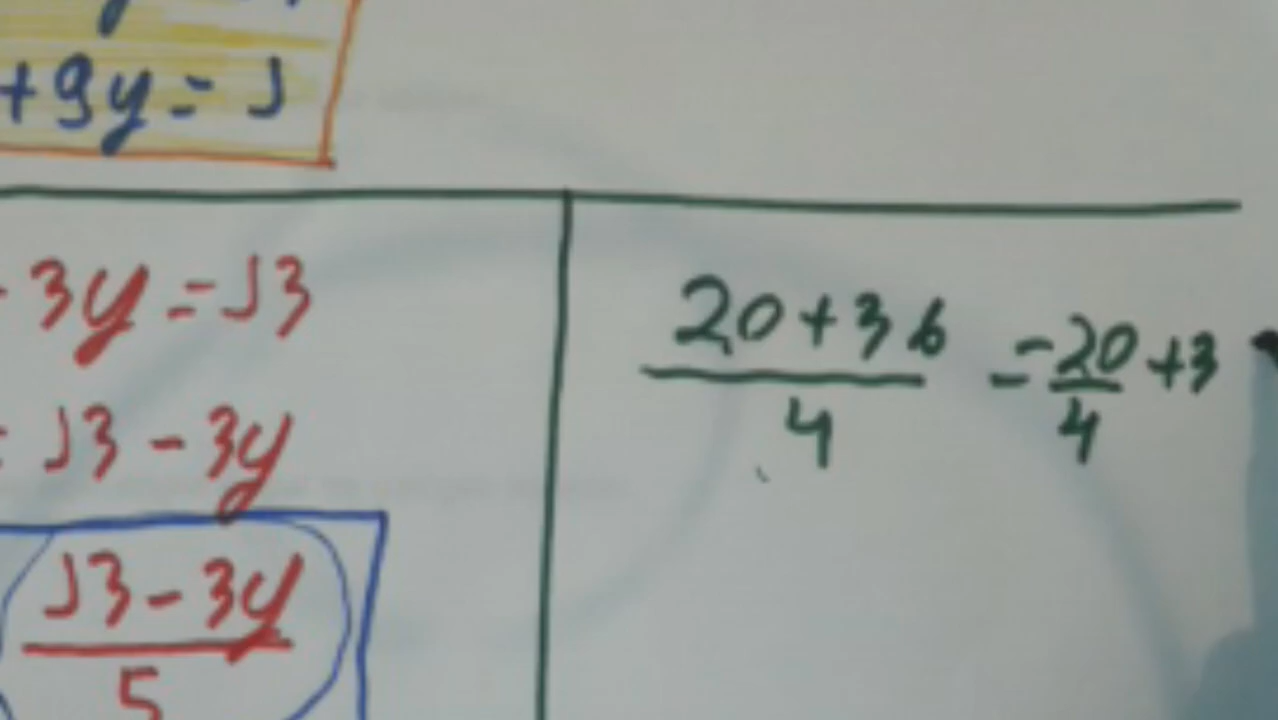 +9y = 1
3y = 13
= 13 - 3y
13 - 3y
5
20 + 36
4
= 20
4
+ 3